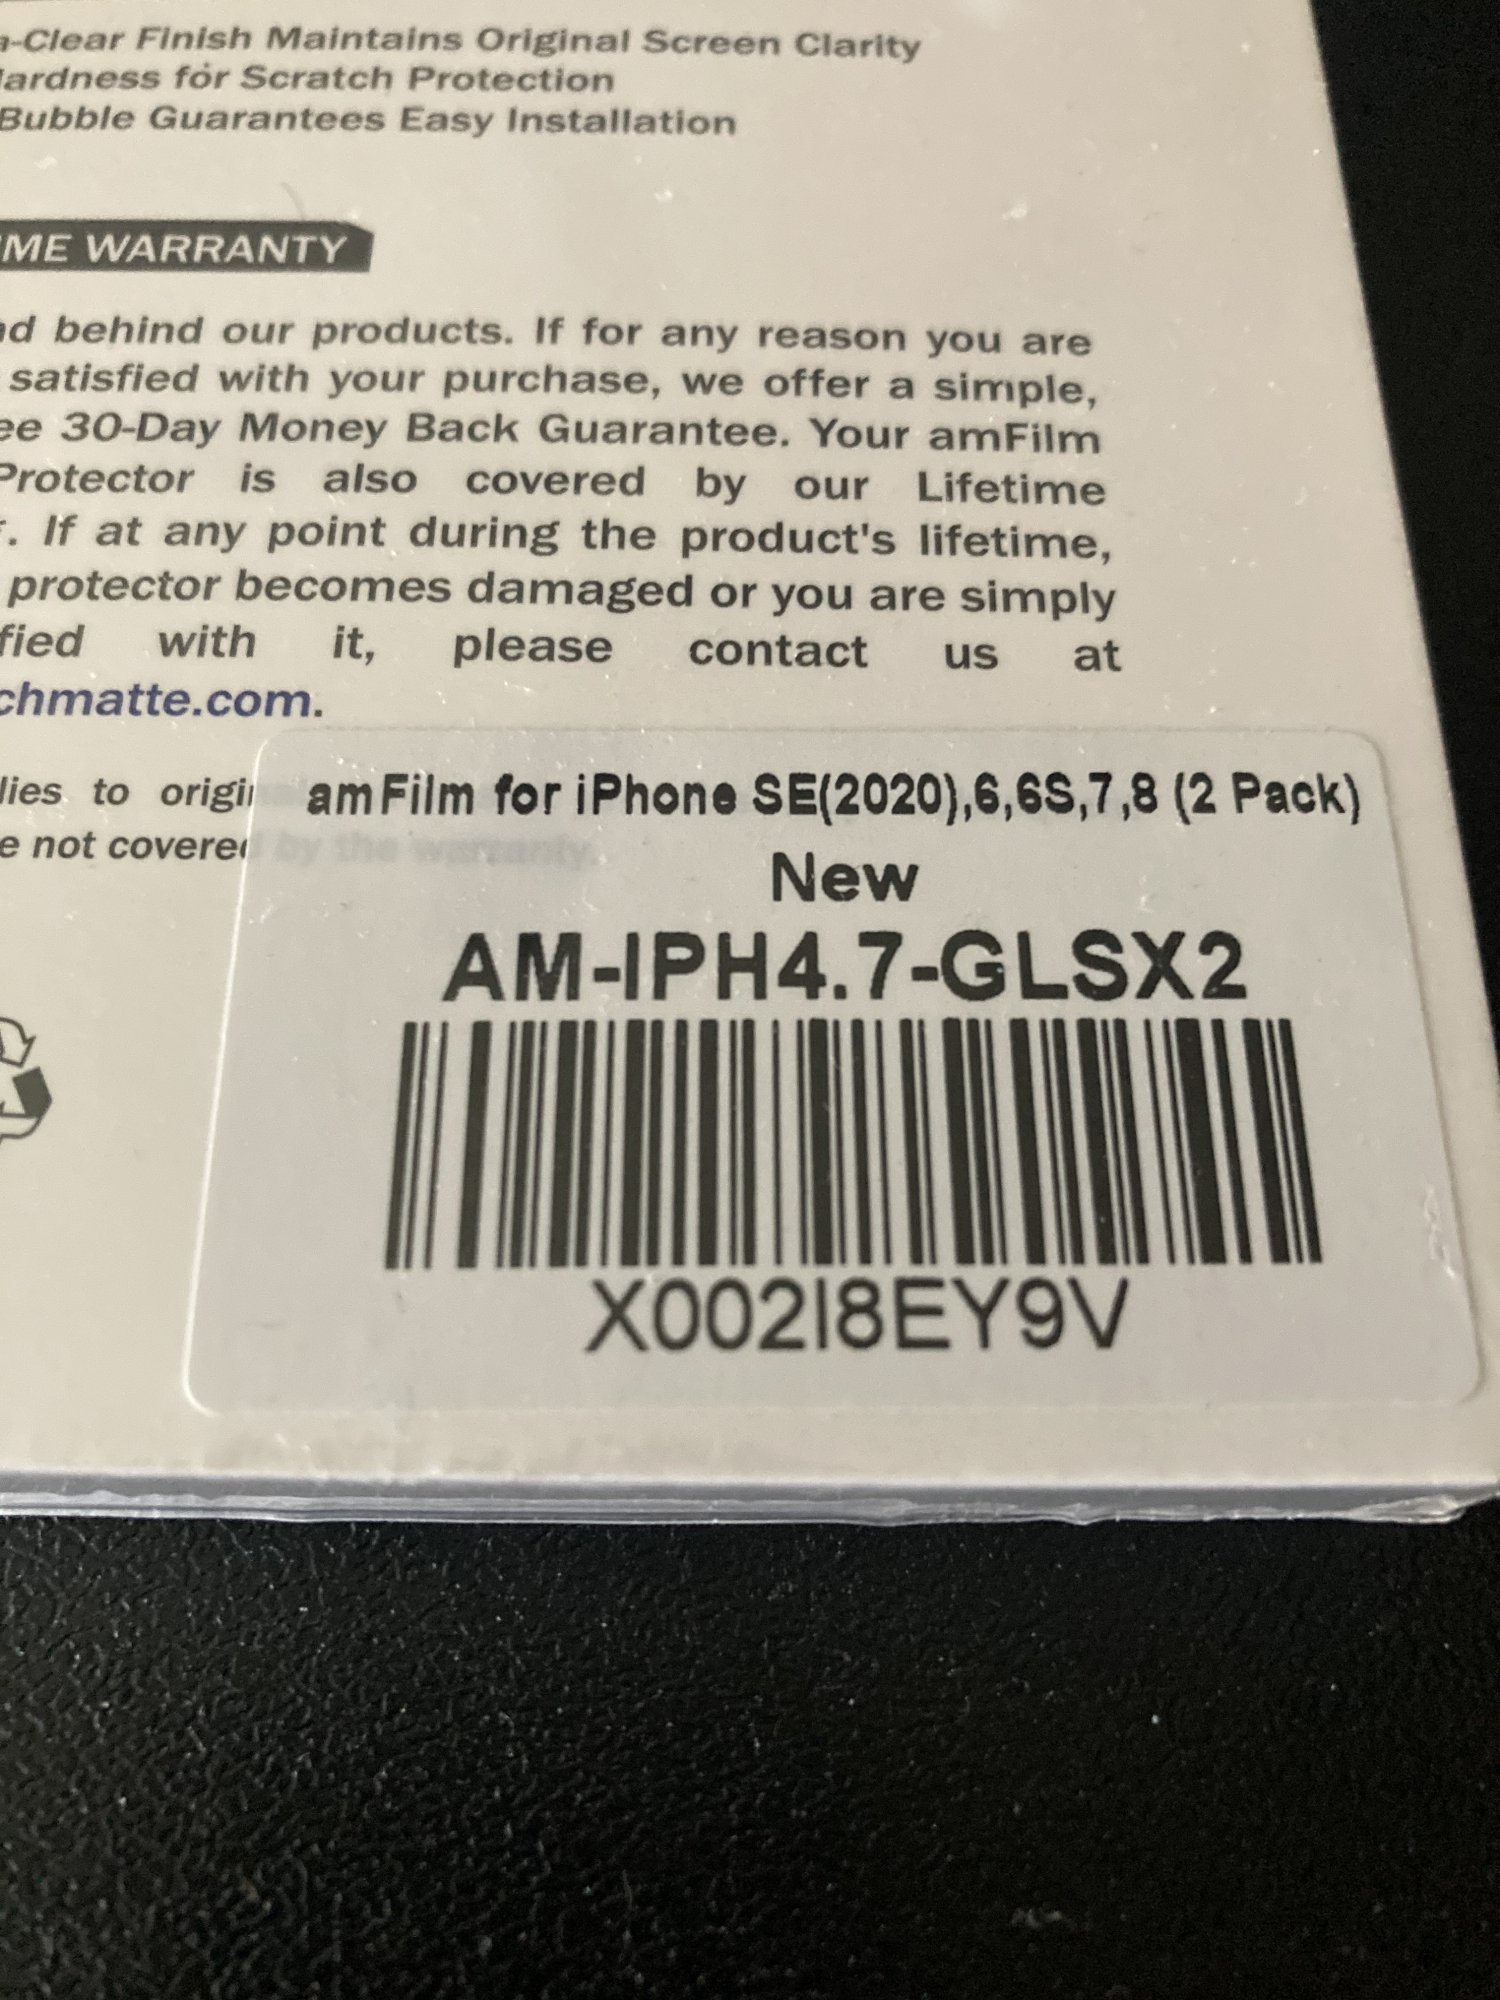 -Clear Finish Maintains Original Screen Clarity
ardness for Scratch Protection
Bubble Guarantees Easy Installation
ME WARRANTY
d behind our products. If for any reason you are
satisfied with your purchase, we offer a simple,
ee 30-Day Money Back Guarantee. Your amFilm
Protector is also covered by our Lifetime
. If at any point during the product's lifetime,
protector becomes damaged or you are simply
fied with it, please contact us at
chmatte.com.
lies to origi
e not covered by the warranty.
amFilm for iPhone SE(2020),6,6S,7,8 (2 Pack)
New
AM-IPH4.7-GLSX2
X002I8EY9V